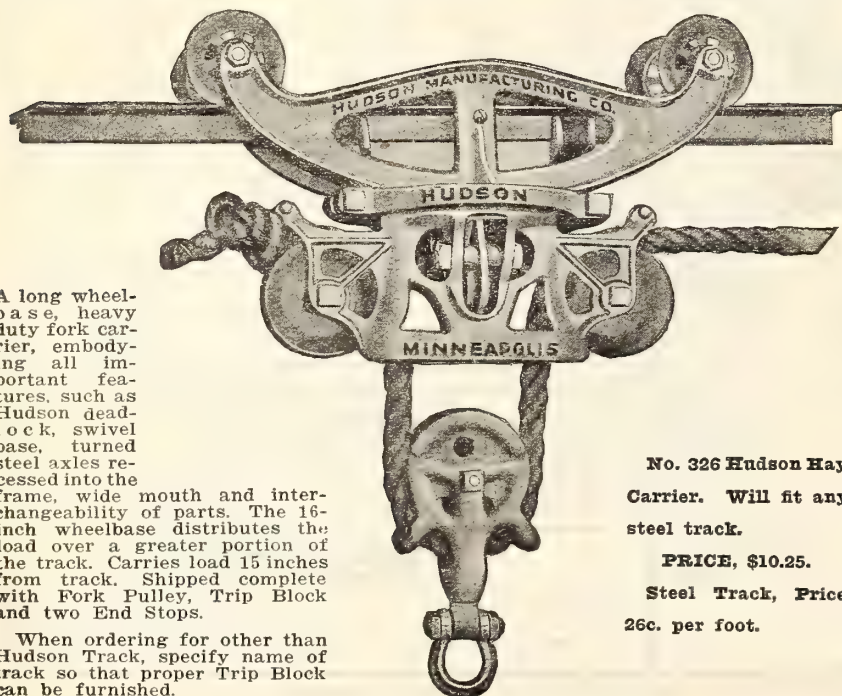 HUDSON MANUFACTURING CO.
HUDSON
MINNEAPOLIS
A long wheel-
base, heavy
duty fork car-
rier, embody-
ing all im-
portant fea-
tures, such as
Hudson dead-
lock, swivel
base, turned
steel axles re-
cessed into the
frame, wide mouth and inter-
changeability of parts. The 16-
inch wheelbase distributes the
load over a greater portion of
the track. Carries load 15 inches
from track. Shipped complete
with Fork Pulley, Trip Block
and two End Stops.
When ordering for other than
Hudson Track, specify name of
track so that proper Trip Block
can be furnished.
No. 326 Hudson Hay
Carrier. Will fit any
steel track.
PRICE, $10.25.
Steel Track, Price
26c. per foot.